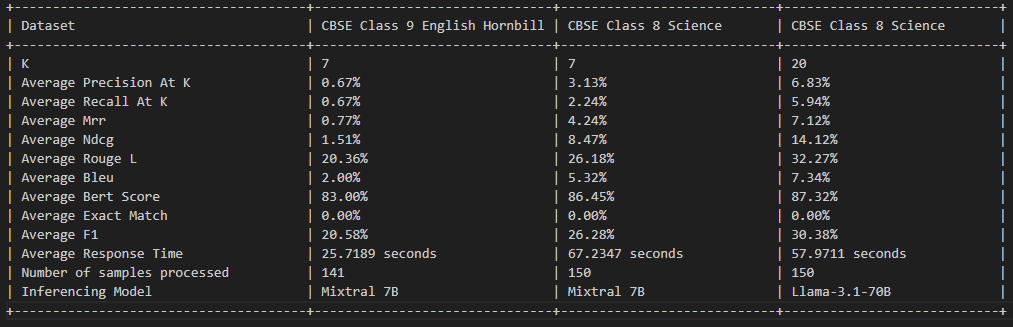 | Dataset | CBSE Class 9 English Hornbill | CBSE Class 8 Science | CBSE Class 8 Science |
| K | 7 | 7 | 20 |
| Average Precision At K | 0.67% | 3.13% | 6.83% |
| Average Recall At K | 0.67% | 2.24% | 5.94% |
| Average Mrr | 0.77% | 4.24% | 7.12% |
| Average Ndcg | 1.51% | 8.47% | 14.12% |
| Average Rouge L | 20.36% | 26.18% | 32.27% |
| Average Bleu | 2.00% | 5.32% | 7.34% |
| Average Bert Score | 83.00% | 86.45% | 87.32% |
| Average Exact Match | 0.00% | 0.00% | 0.00% |
| Average F1 | 20.58% | 26.28% | 30.38% |
| Average Response Time | 25.7189 seconds | 67.2347 seconds | 57.9711 seconds |
| Number of samples processed | 141 | 150 | 150 |
| Inferencing Model | Mixtral 7B | Mixtral 7B | Llama-3.1-70B |